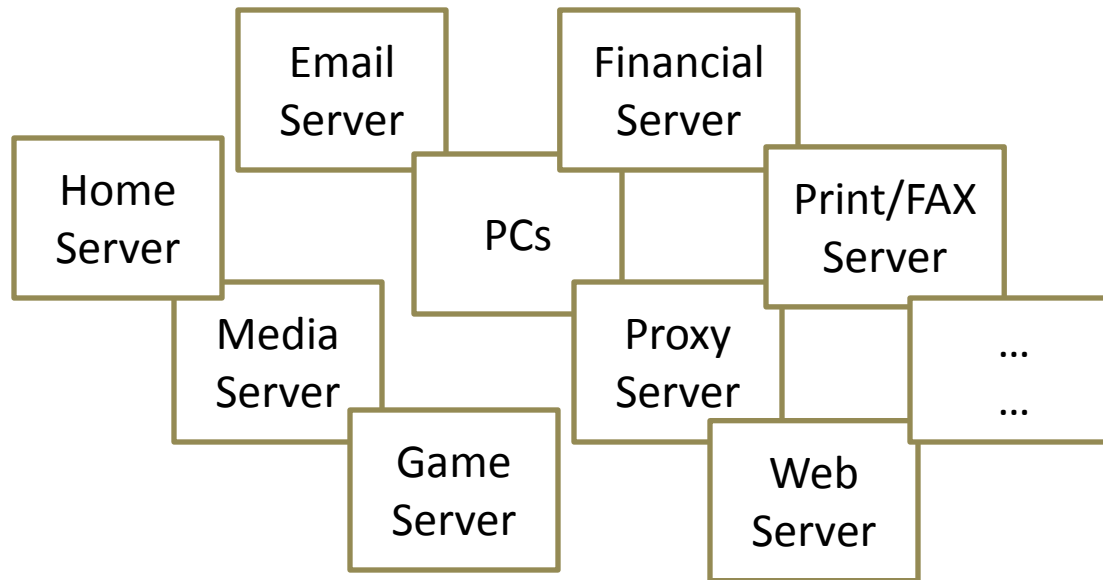 Email
Server
Financial
Server
Home
Server
PCs
Print/FAX
Server
Media
Server
Proxy
Server
...
...
Game
Server
Web
Server